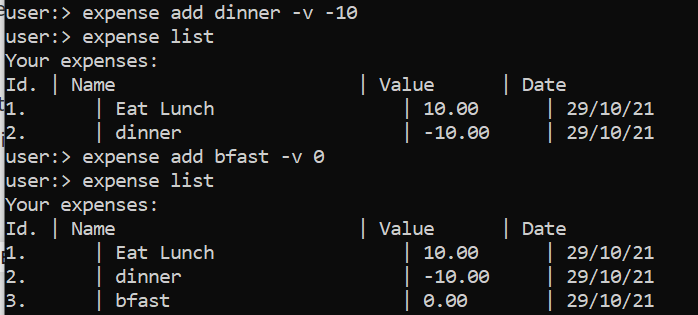 user:> expense add dinner -v -10
user:> expense list
Your expenses:
Id. | Name | Value | Date
1. | Eat Lunch | 10.00 | 29/10/21
2. | dinner | -10.00 | 29/10/21
user:> expense add bfast -v 0
user:> expense list
Your expenses:
Id. | Name | Value | Date
1. | Eat Lunch | 10.00 | 29/10/21
2. | dinner | -10.00 | 29/10/21
3. | bfast | 0.00 | 29/10/21